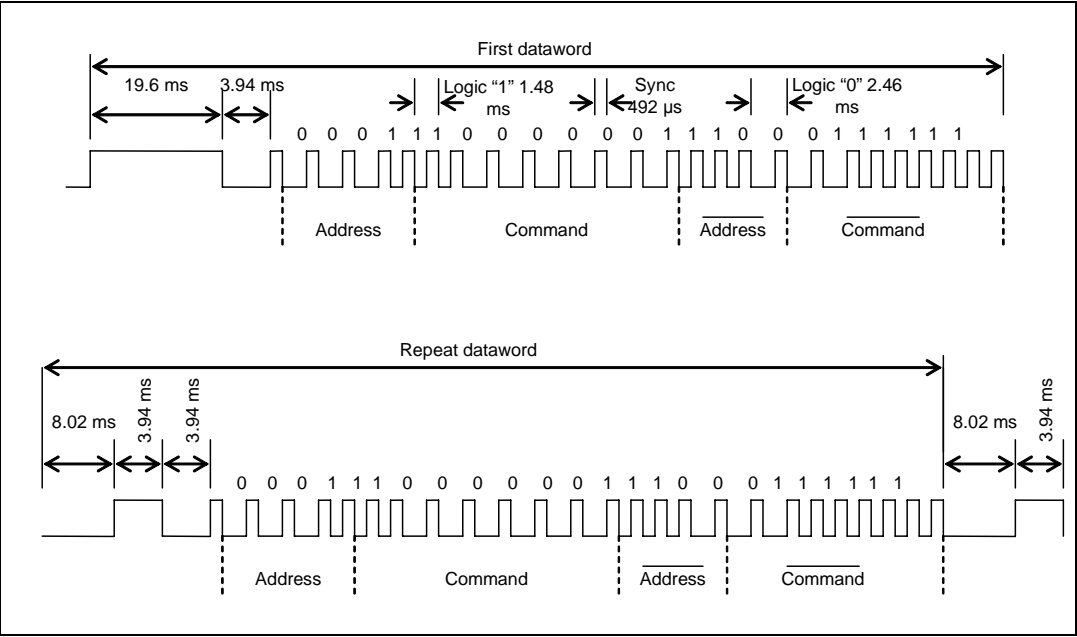 First dataword
19.6 ms
3.94 ms
Logic “1” 1.48 ms
Sync 492 µs
Logic “0” 2.46 ms
0 0 0 1 1 1 0 0 0 0 0 0 1 1 1 0 0 0 1 1 1 1 1 1
Address
Command
Address
Command
Repeat dataword
8.02 ms
3.94 ms
3.94 ms
8.02 ms
3.94 ms
0 0 0 1 1 1 0 0 0 0 0 0 1 1 1 0 0 0 1 1 1 1 1 1
Address
Command
Address
Command